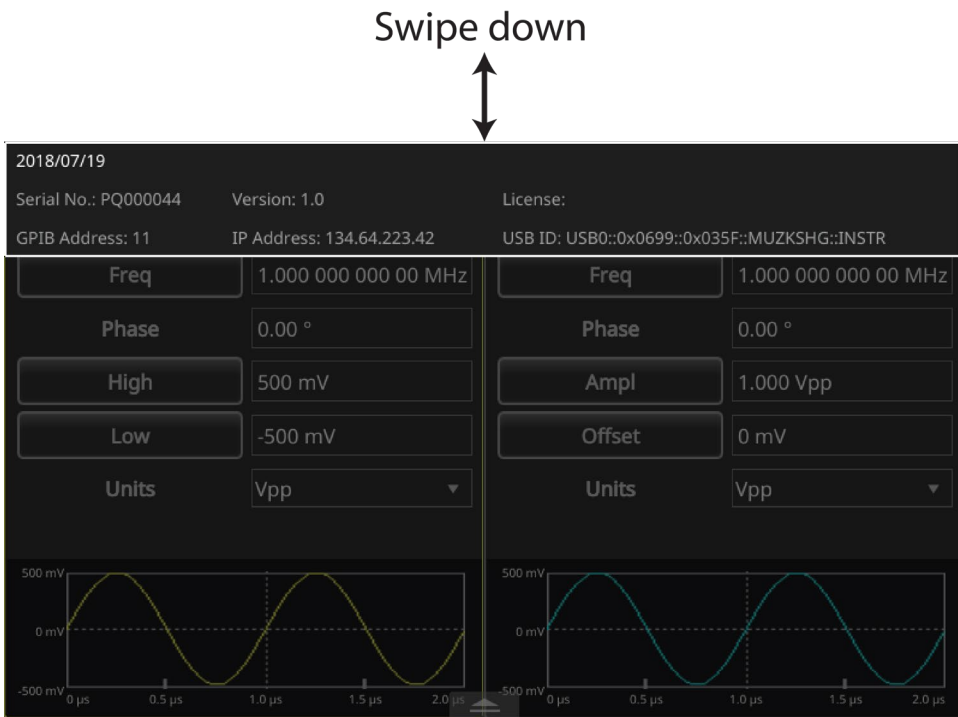 Swipe down
2018/07/19
Serial No.: PQ000044 Version: 1.0 License:
GPIB Address: 11 IP Address: 134.64.223.42 USB ID: USB0::0x0699::0x035F::MUZKSHG::INSTR
Freq 1.000 000 000 00 MHz Freq 1.000 000 000 00 MHz
Phase 0.00 ° Phase 0.00 °
High 500 mV Ampl 1.000 Vpp
Low -500 mV Offset 0 mV
Units Vpp Units Vpp
500 mV 500 mV
0 mV 0 mV
-500 mV -500 mV
0 µs 0.5 µs 1.0 µs 1.5 µs 2.0 µs 0 µs 0.5 µs 1.0 µs 1.5 µs 2.0 µs